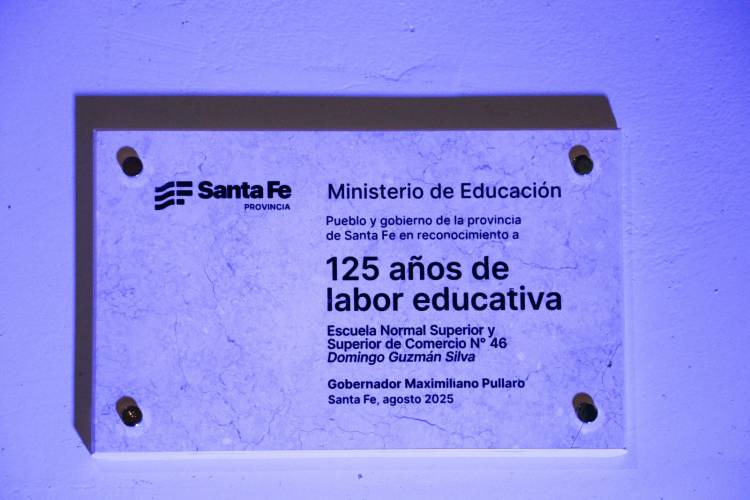 Santa Fe
PROVINCIA
Ministerio de Educación
Pueblo y gobierno de la provincia
de Santa Fe en reconocimiento a
125 años de
labor educativa
Escuela Normal Superior y
Superior de Comercio N° 46
Domingo Guzmán Silva
Gobernador Maximiliano Pullaro
Santa Fe, agosto 2025